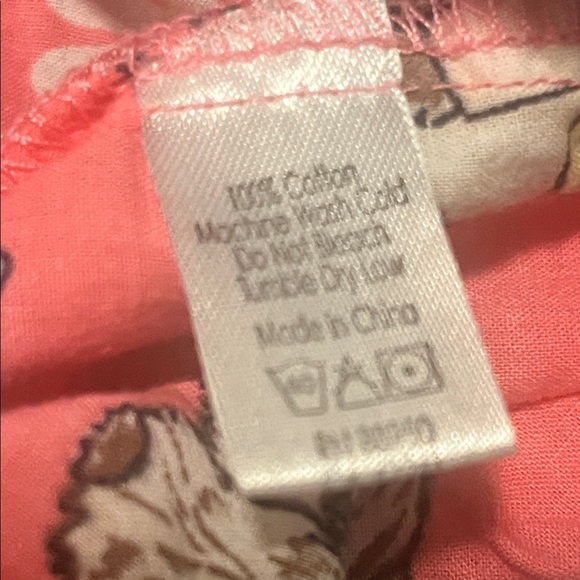 100% Cotton
Machine Wash Cold
Do Not Bleach
Tumble Dry Low
Made in China